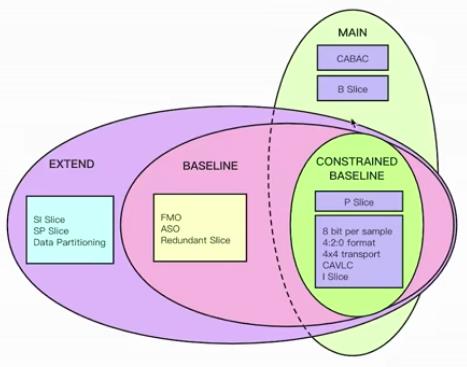 MAIN
CABAC
B Slice
EXTEND
SI Slice
SP Slice
Data Partitioning
BASELINE
FMO
ASO
Redundant Slice
CONSTRAINED
BASELINE
P Slice
8 bit per sample
4:2:0 format
4x4 transport
CAVLC
I Slice